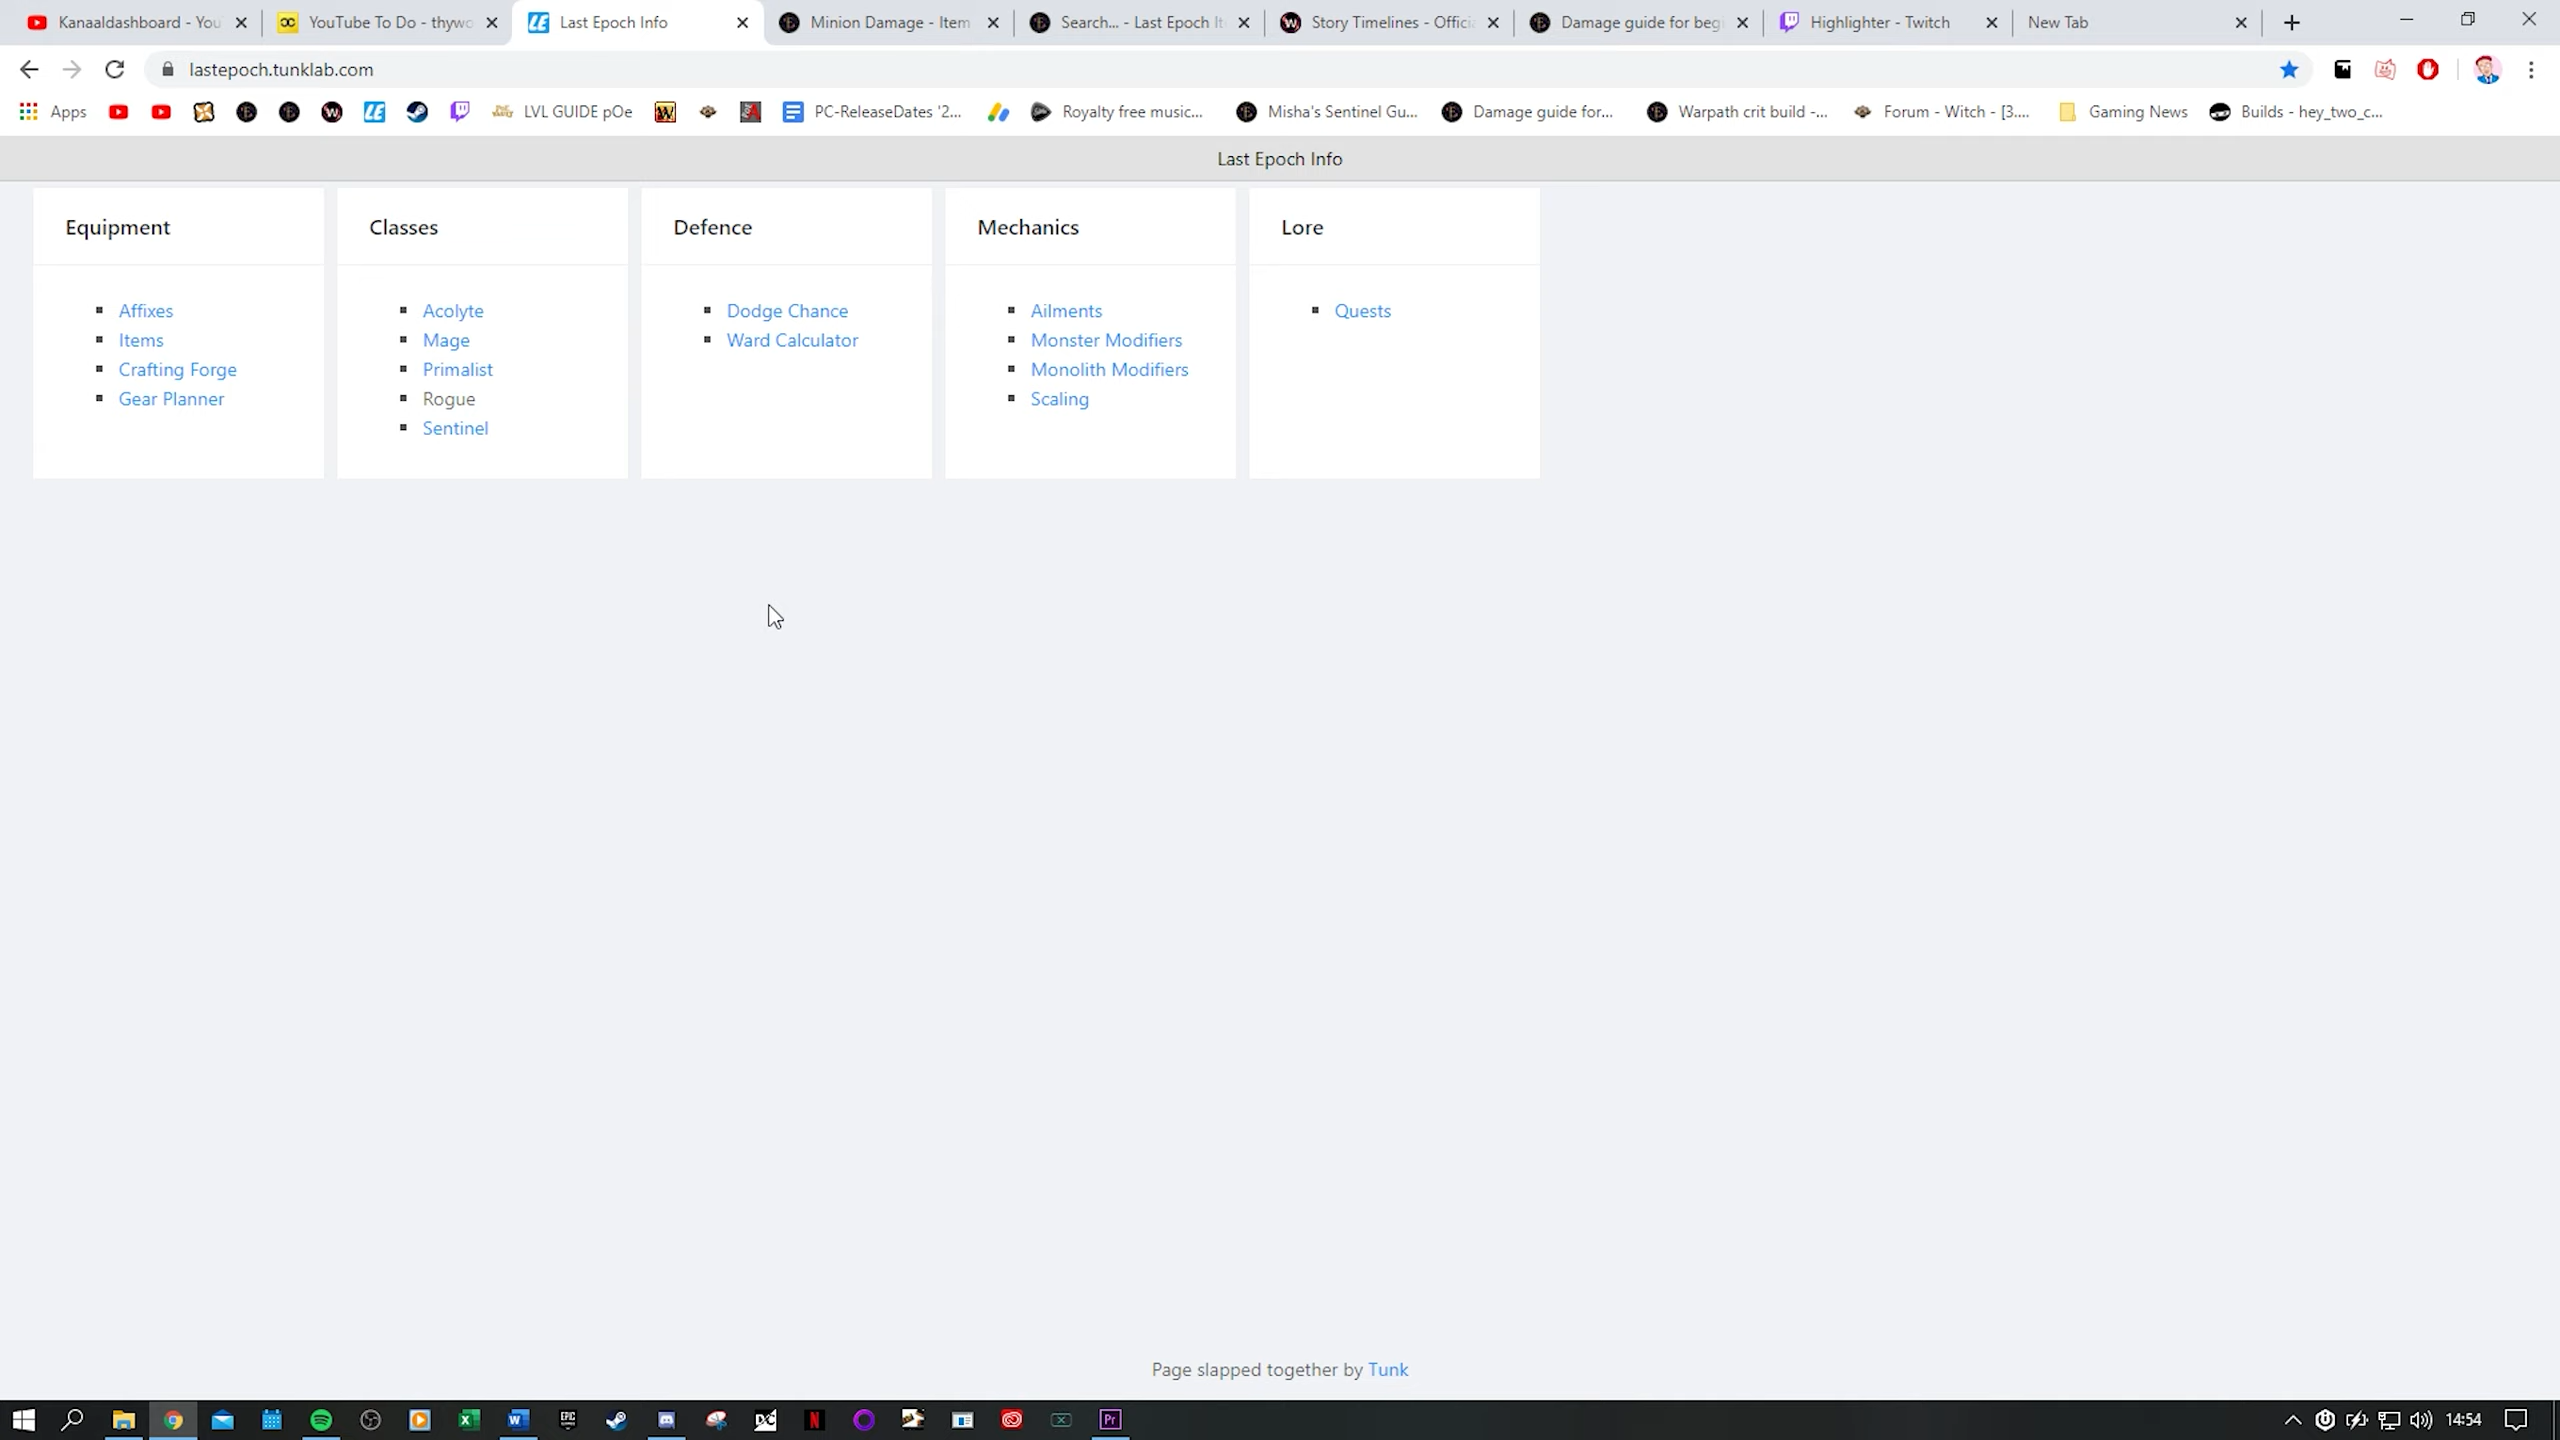 Kanaaldashboard - You
YouTube To Do - thywo
Last Epoch Info
Minion Damage - Item
Search... - Last Epoch It
Story Timelines - Officia
Damage guide for begi
Highlighter - Twitch
New Tab
lastepoch.tunklab.com
Apps
LVL GUIDE pOe
PC-ReleaseDates '2...
Royalty free music...
Misha's Sentinel Gu...
Damage guide for...
Warpath crit build -...
Forum - Witch - [3....
Gaming News
Builds - hey_two_c...
Last Epoch Info
Equipment
Affixes
Items
Crafting Forge
Gear Planner
Classes
Acolyte
Mage
Primalist
Rogue
Sentinel
Defence
Dodge Chance
Ward Calculator
Mechanics
Ailments
Monster Modifiers
Monolith Modifiers
Scaling
Lore
Quests
Page slapped together by Tunk
14:54